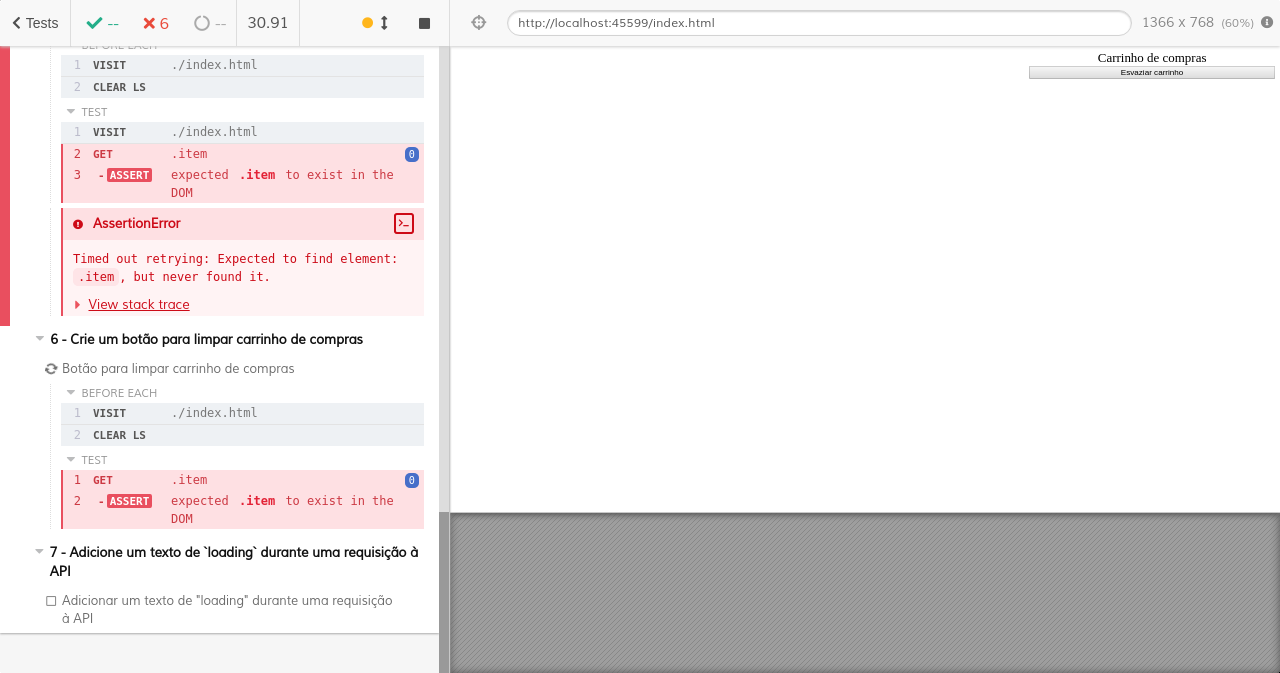 Tests
--
6
--
30.91
http://localhost:45599/index.html
1366 x 768 (60%)
BEFORE EACH
1 VISIT ./index.html
2 CLEAR LS
TEST
1 VISIT ./index.html
2 GET .item 0
3 -ASSERT expected .item to exist in the
DOM
AssertionError
Timed out retrying: Expected to find element:
.item, but never found it.
View stack trace
6 - Crie um botão para limpar carrinho de compras
Botão para limpar carrinho de compras
BEFORE EACH
1 VISIT ./index.html
2 CLEAR LS
TEST
1 GET .item 0
2 -ASSERT expected .item to exist in the
DOM
7 - Adicione um texto de `loading` durante uma requisição à
API
Adicionar um texto de "loading" durante uma requisição
à API
Carrinho de compras
Esvaziar carrinho